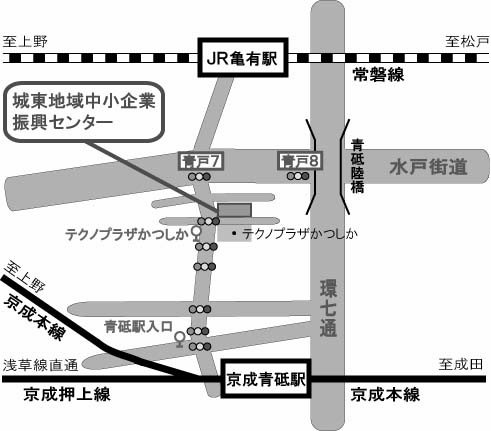 至上野
JR亀有駅
至松戸
常磐線
城東地域中小企業
振興センター
青戸7
青戸8
青砥陸橋
水戸街道
テクノプラザかつしか
・テクノプラザかつしか
至上野
京成本線
環七通
青砥駅入口
浅草線直通
京成押上線
京成青砥駅
至成田
京成本線